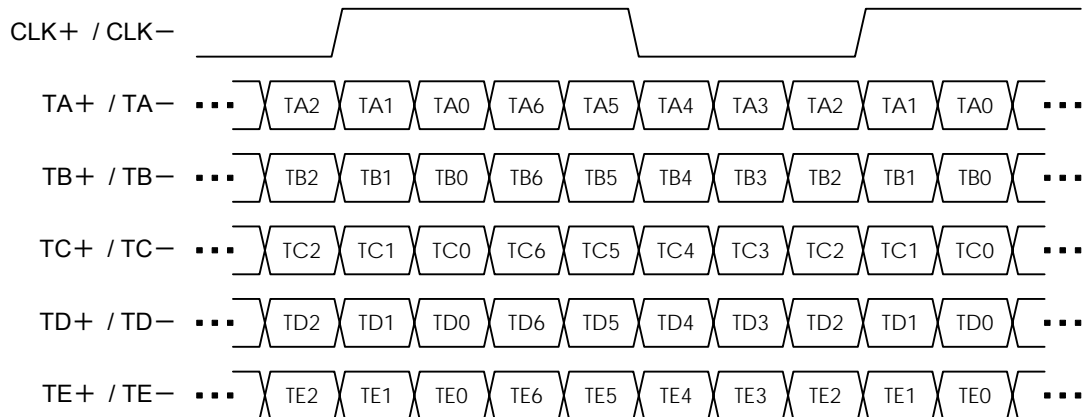 CLK+ / CLK−
TA+ / TA− ▪▪▪ TA2 TA1 TA0 TA6 TA5 TA4 TA3 TA2 TA1 TA0 ▪▪▪
TB+ / TB− ▪▪▪ TB2 TB1 TB0 TB6 TB5 TB4 TB3 TB2 TB1 TB0 ▪▪▪
TC+ / TC− ▪▪▪ TC2 TC1 TC0 TC6 TC5 TC4 TC3 TC2 TC1 TC0 ▪▪▪
TD+ / TD− ▪▪▪ TD2 TD1 TD0 TD6 TD5 TD4 TD3 TD2 TD1 TD0 ▪▪▪
TE+ / TE− ▪▪▪ TE2 TE1 TE0 TE6 TE5 TE4 TE3 TE2 TE1 TE0 ▪▪▪